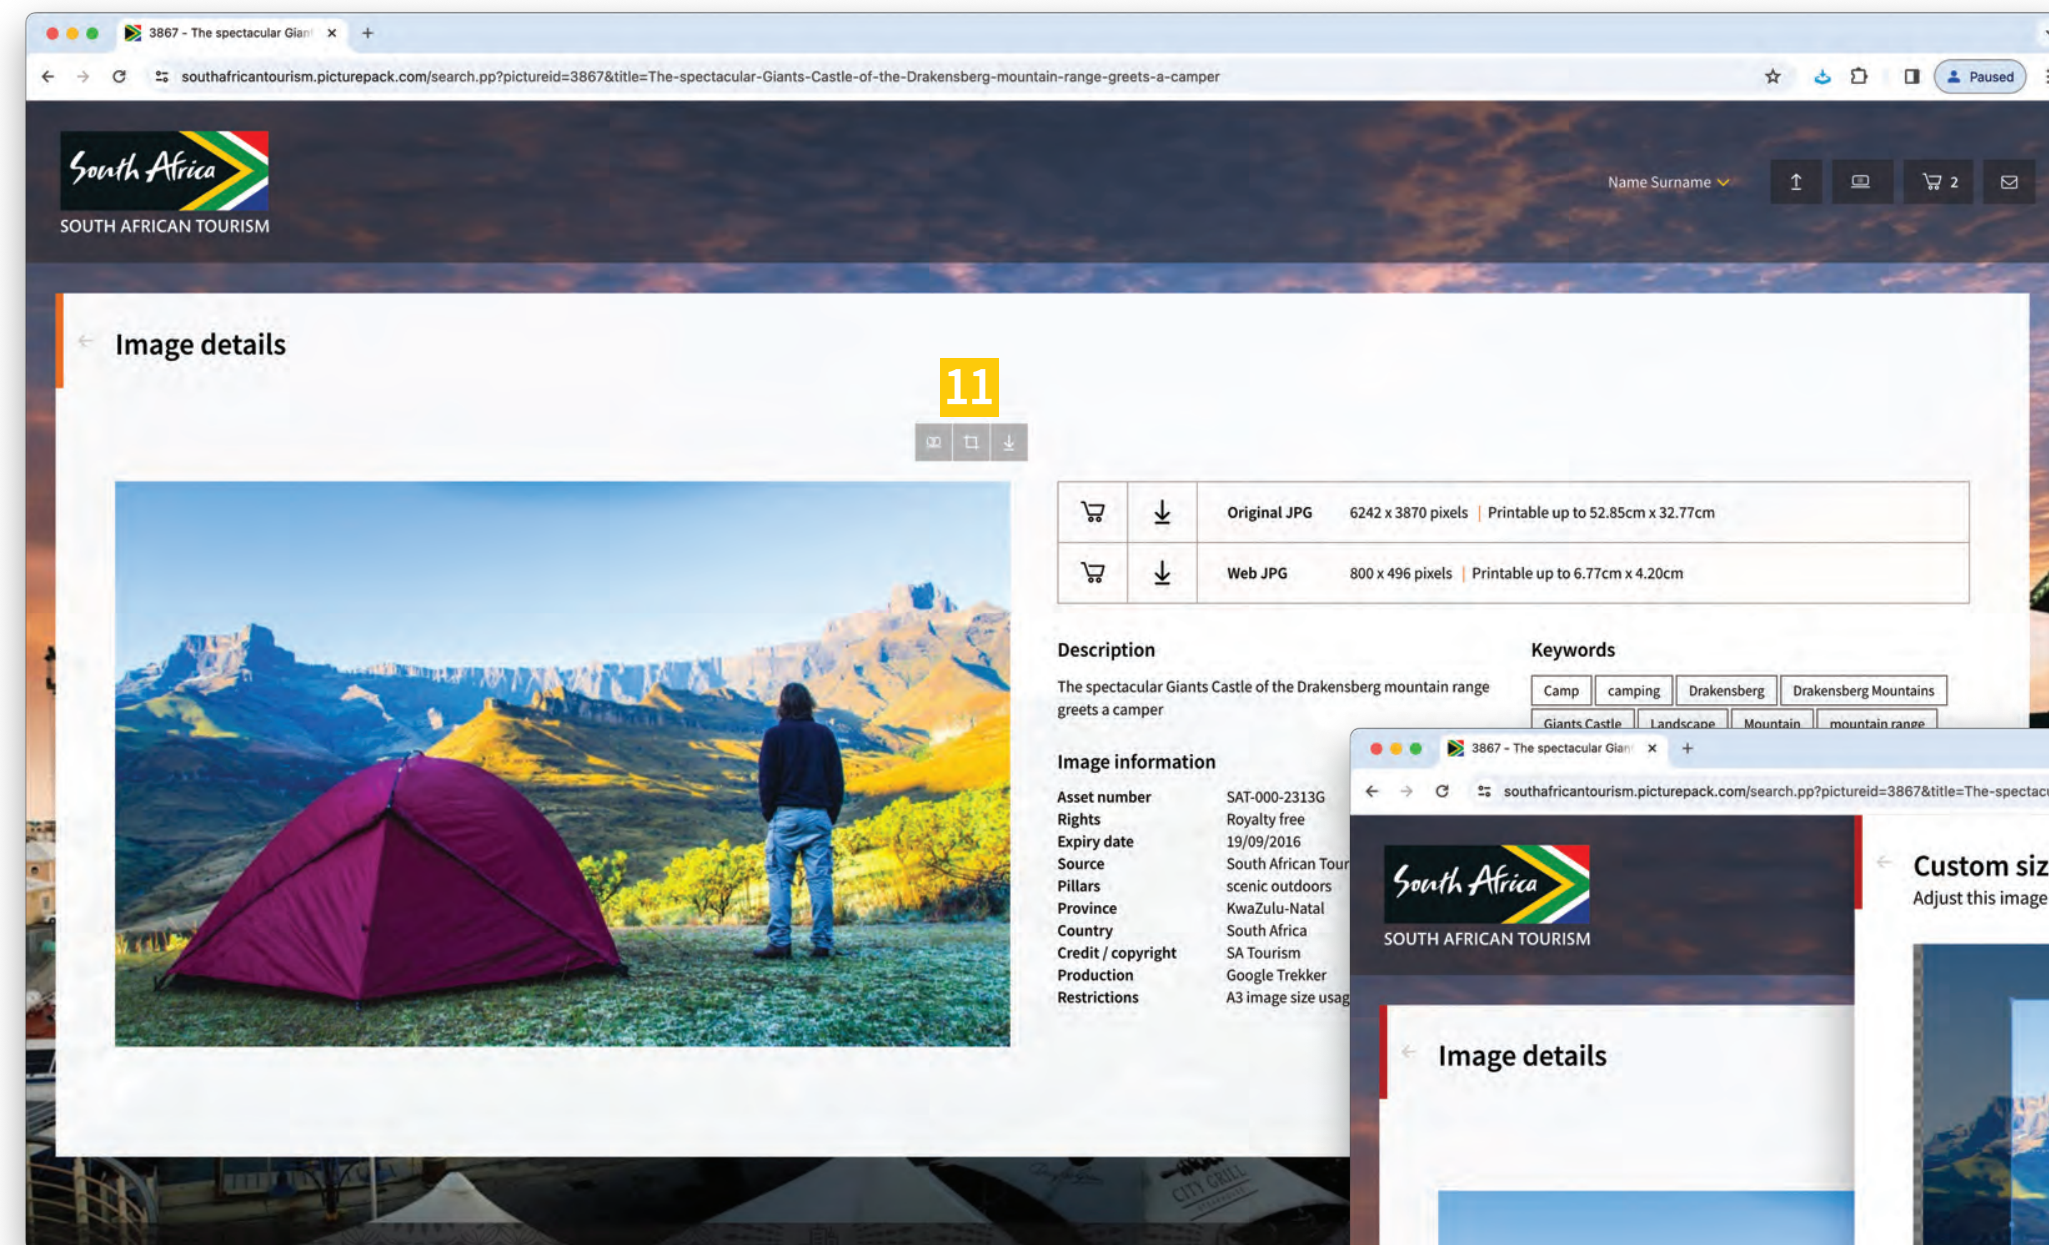 3867 - The spectacular Gian
southafricantourism.picturepack.com/search.pp?pictureid=3867&title=The-spectacular-Giants-Castle-of-the-Drakensberg-mountain-range-greets-a-camper
Paused
South Africa
SOUTH AFRICAN TOURISM
Name Surname
2
Image details
11
Original JPG 6242 x 3870 pixels | Printable up to 52.85cm x 32.77cm
Web JPG 800 x 496 pixels | Printable up to 6.77cm x 4.20cm
Description
The spectacular Giants Castle of the Drakensberg mountain range
greets a camper
Keywords
Camp camping Drakensberg Drakensberg Mountains
Giants Castle Landscape Mountain mountain range
Image information
Asset number SAT-000-2313G
Rights Royalty free
Expiry date 19/09/2016
Source South African Tour
Pillars scenic outdoors
Province KwaZulu-Natal
Country South Africa
Credit / copyright SA Tourism
Production Google Trekker
Restrictions A3 image size usag
CITY GRILL
3867 - The spectacular Gian
southafricantourism.picturepack.com/search.pp?pictureid=3867&title=The-spectacu
South Africa
SOUTH AFRICAN TOURISM
Image details
Custom siz
Adjust this image